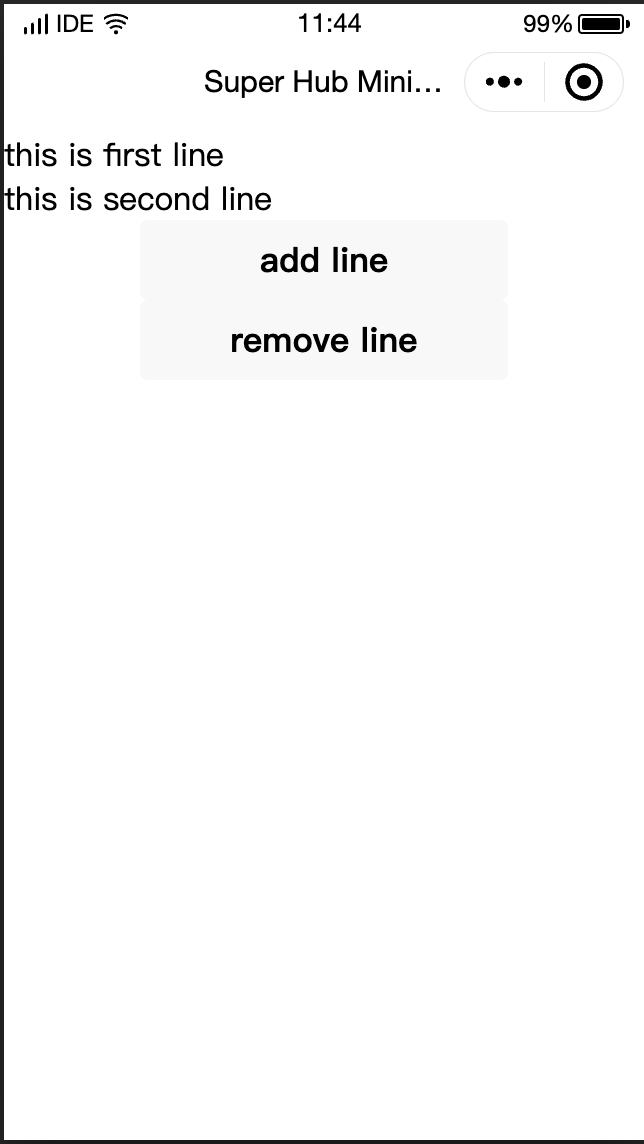 IDE 11:44 99%
Super Hub Mini...
this is first line
this is second line
add line
remove line